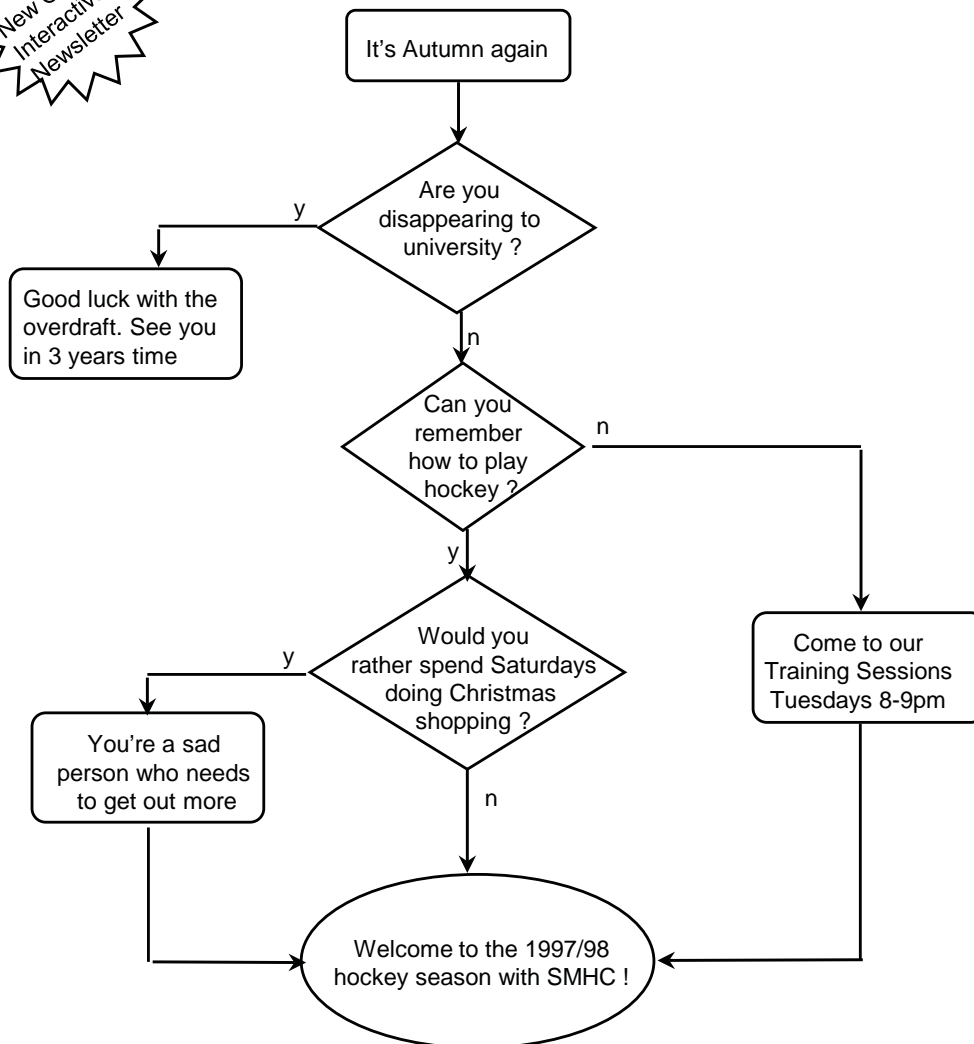 New
Interactive
Newsletter
It's Autumn again
Are you
disappearing to
university ?
y
n
Good luck with the
overdraft. See you
in 3 years time
Can you
remember
how to play
hockey ?
n
y
Would you
rather spend Saturdays
doing Christmas
shopping ?
y
n
Come to our
Training Sessions
Tuesdays 8-9pm
You're a sad
person who needs
to get out more
Welcome to the 1997/98
hockey season with SMHC !